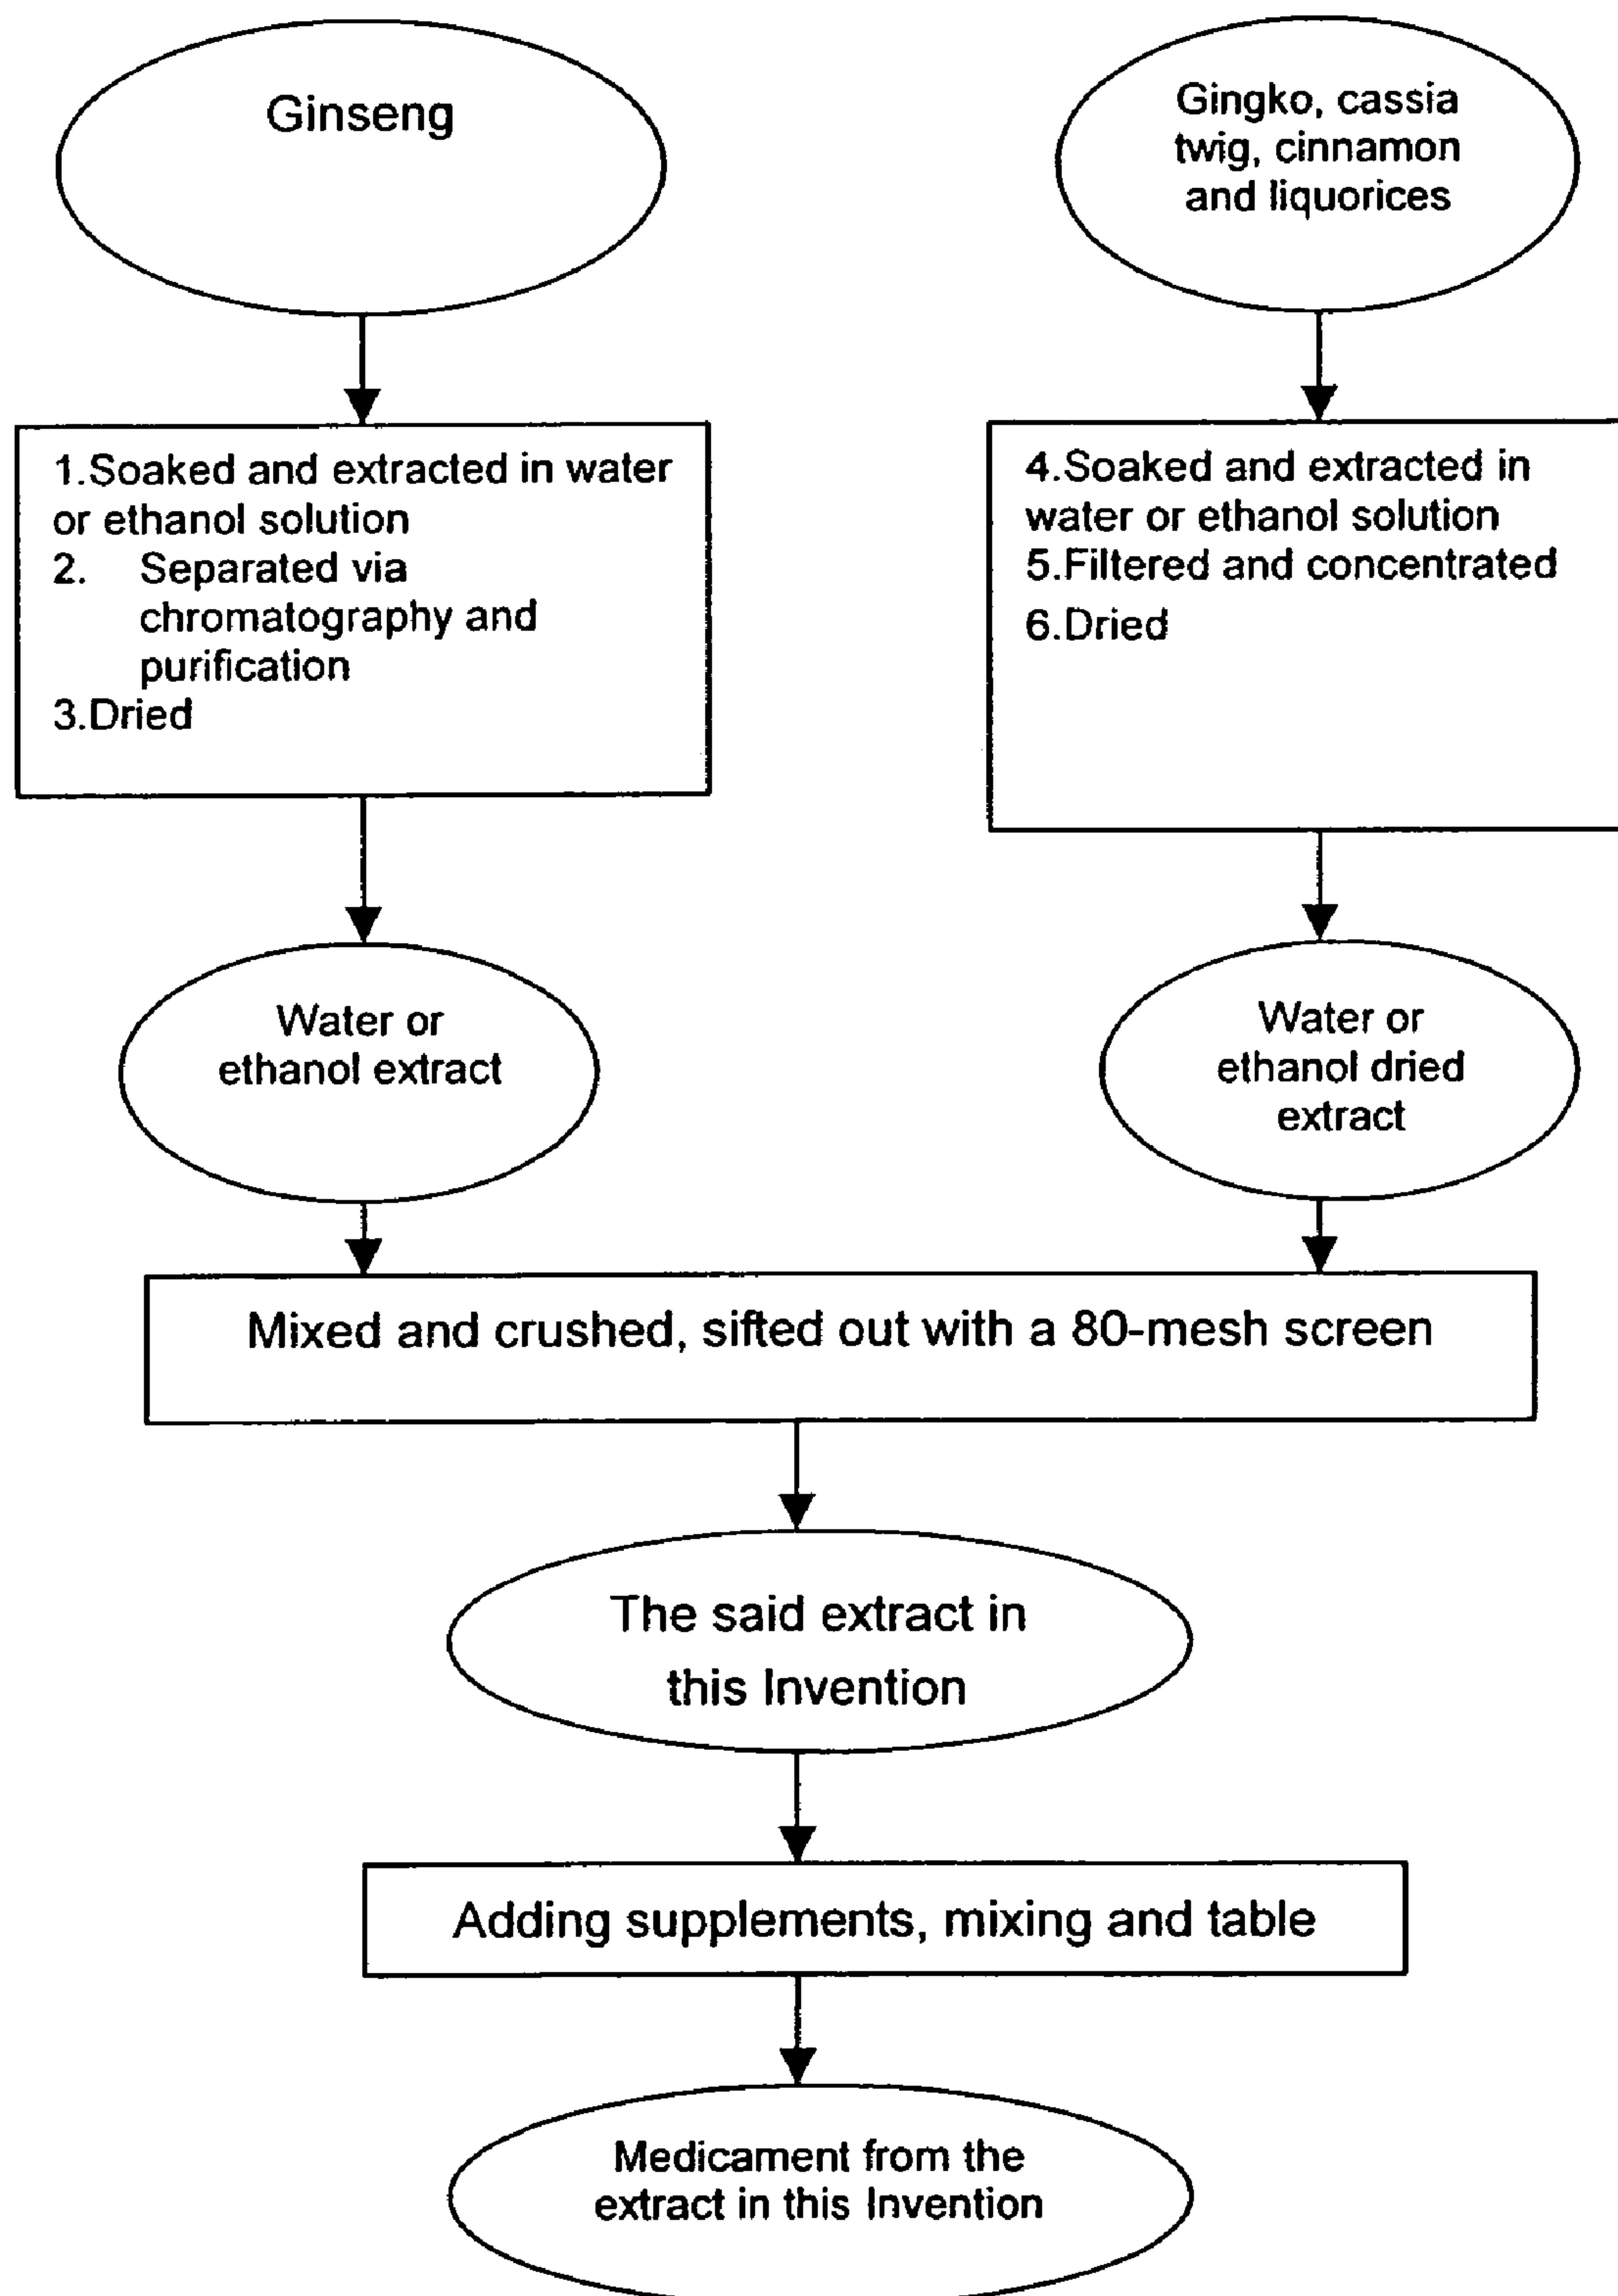 Ginseng
Gingko, cassia
twig, cinnamon
and liquorices
1.Soaked and extracted in water
or ethanol solution
2. Separated via
chromatography and
purification
3.Dried
4.Soaked and extracted in
water or ethanol solution
5.Filtered and concentrated
6.Dried
Water or
ethanol extract
Water or
ethanol dried
extract
Mixed and crushed, sifted out with a 80-mesh screen
The said extract in
this Invention
Adding supplements, mixing and table
Medicament from the
extract in this Invention